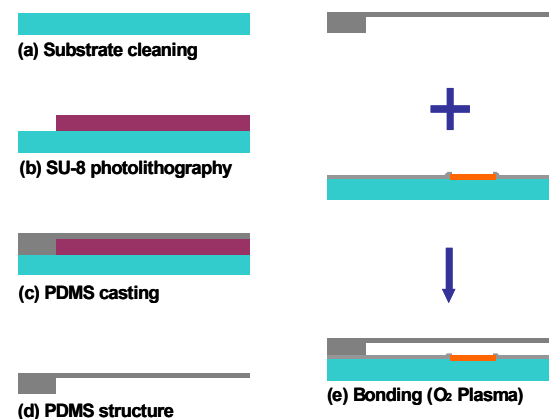 (a) Substrate cleaning
(b) SU-8 photolithography
(c) PDMS casting
(d) PDMS structure
(e) Bonding (O₂ Plasma)